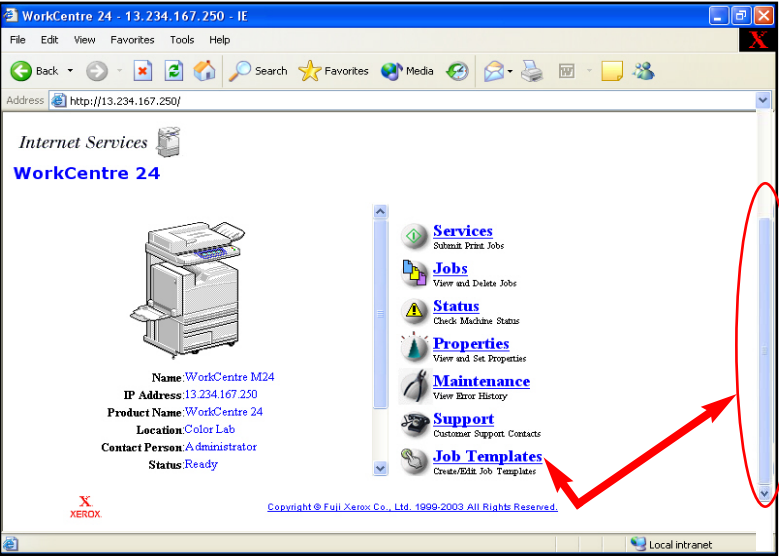 WorkCentre 24 - 13.234.167.250 - IE
File Edit View Favorites Tools Help
X
Back Search Favorites Media
Address http://13.234.167.250/
Internet Services
WorkCentre 24
Services
Submit Print Jobs
Jobs
View and Delete Jobs
Status
Check Machine Status
Properties
View and Set Properties
Maintenance
View Error History
Support
Customer Support Contacts
Job Templates
Create/Edit Job Templates
Name:WorkCentre M24
IP Address:13.234.167.250
Product Name:WorkCentre 24
Location:Color Lab
Contact Person:Administrator
Status:Ready
X
XEROX.
Copyright © Fuji Xerox Co., Ltd. 1999-2003 All Rights Reserved.
Local intranet